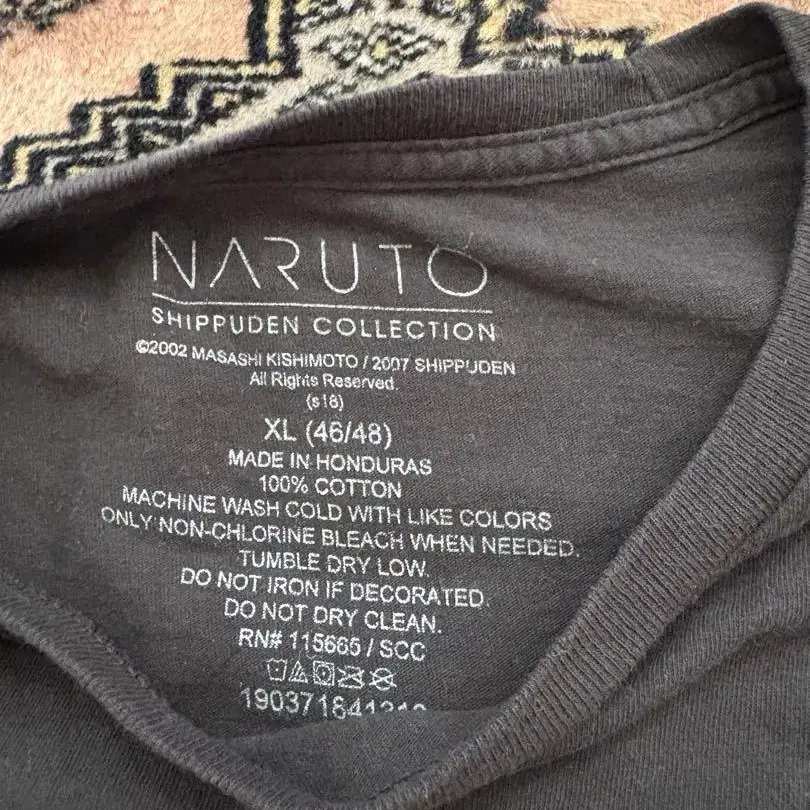 NARUTO
SHIPPUDEN COLLECTION
©2002 MASASHI KISHIMOTO / 2007 SHIPPUDEN
All Rights Reserved.
(s18)
XL (46/48)
MADE IN HONDURAS
100% COTTON
MACHINE WASH COLD WITH LIKE COLORS
ONLY NON-CHLORINE BLEACH WHEN NEEDED.
TUMBLE DRY LOW.
DO NOT IRON IF DECORATED.
DO NOT DRY CLEAN.
RN# 115665 / SCC